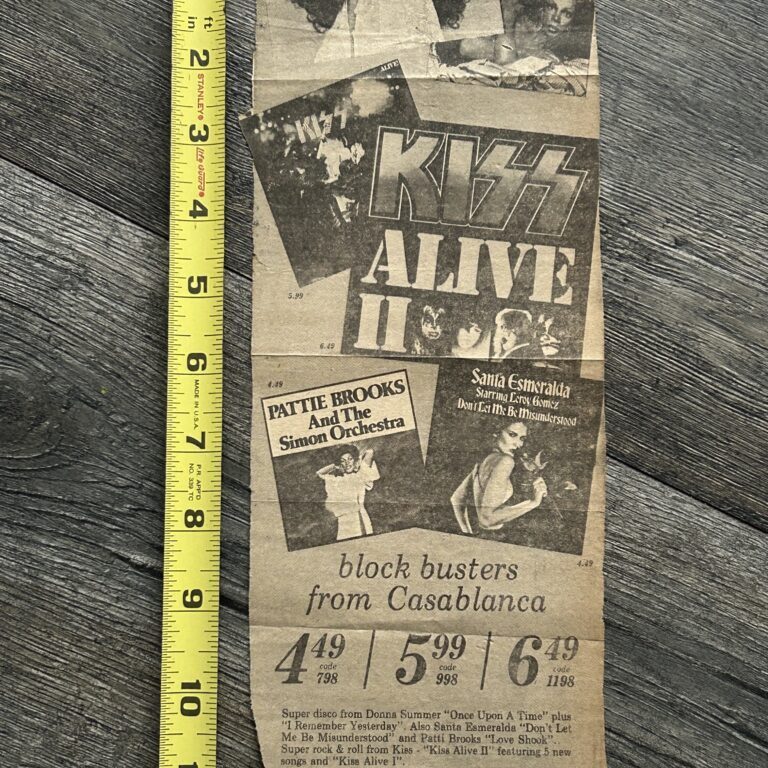 ft
in
2
STANLEY
3
life guard
4
5
6
MADE IN U.S.A.
7
P.R. APP'D
NO. 339 TC
8
9
10
ALIVE!
KISS
5.99
KISS
ALIVE
II
6.49
4.49
PATTIE BROOKS
And The
Simon Orchestra
Santa Esmeralda
Starring Leroy Gomez
Don't Let Me Be Misunderstood
4.49
block busters
from Casablanca
4 49 code 798
5 99 code 998
6 49 code 1198
Super disco from Donna Summer "Once Upon A Time" plus
"I Remember Yesterday". Also Santa Esmeralda "Don't Let
Me Be Misunderstood" and Patti Brooks "Love Shook".
Super rock & roll from Kiss - "Kiss Alive II" featuring 5 new
songs and "Kiss Alive I".